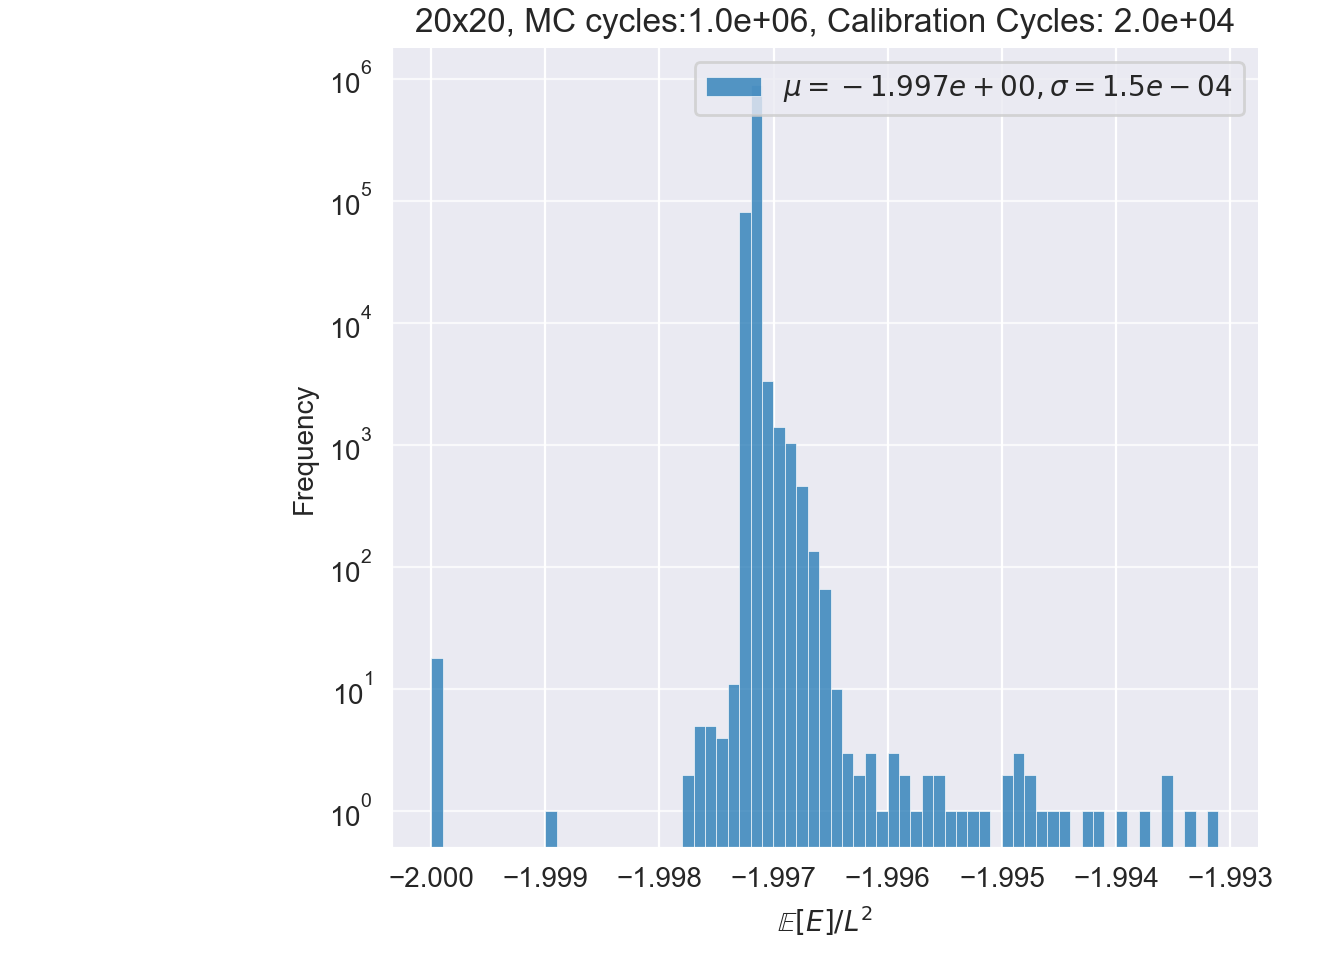 20x20, MC cycles:1.0e+06, Calibration Cycles: 2.0e+04
μ = −1.997e + 00, σ = 1.5e − 04
10^6
10^5
10^4
10^3
10^2
10^1
10^0
Frequency
−2.000 −1.999 −1.998 −1.997 −1.996 −1.995 −1.994 −1.993
𝔼[E]/L^2